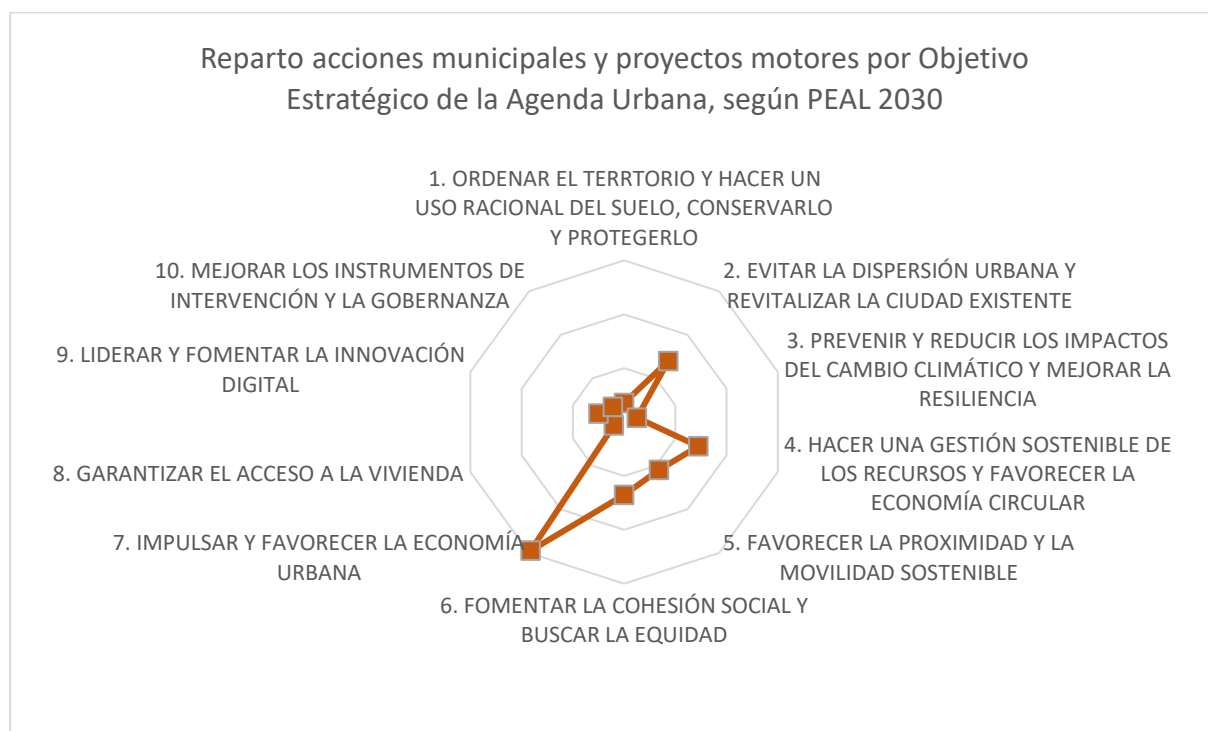 Reparto acciones municipales y proyectos motores por Objetivo
Estratégico de la Agenda Urbana, según PEAL 2030
1. ORDENAR EL TERRTORIO Y HACER UN
USO RACIONAL DEL SUELO, CONSERVARLO
Y PROTEGERLO
2. EVITAR LA DISPERSIÓN URBANA Y
REVITALIZAR LA CIUDAD EXISTENTE
3. PREVENIR Y REDUCIR LOS IMPACTOS
DEL CAMBIO CLIMÁTICO Y MEJORAR LA
RESILIENCIA
4. HACER UNA GESTIÓN SOSTENIBLE DE
LOS RECURSOS Y FAVORECER LA
ECONOMÍA CIRCULAR
5. FAVORECER LA PROXIMIDAD Y LA
MOVILIDAD SOSTENIBLE
6. FOMENTAR LA COHESIÓN SOCIAL Y
BUSCAR LA EQUIDAD
7. IMPULSAR Y FAVORECER LA ECONOMÍA
URBANA
8. GARANTIZAR EL ACCESO A LA VIVIENDA
9. LIDERAR Y FOMENTAR LA INNOVACIÓN
DIGITAL
10. MEJORAR LOS INSTRUMENTOS DE
INTERVENCIÓN Y LA GOBERNANZA